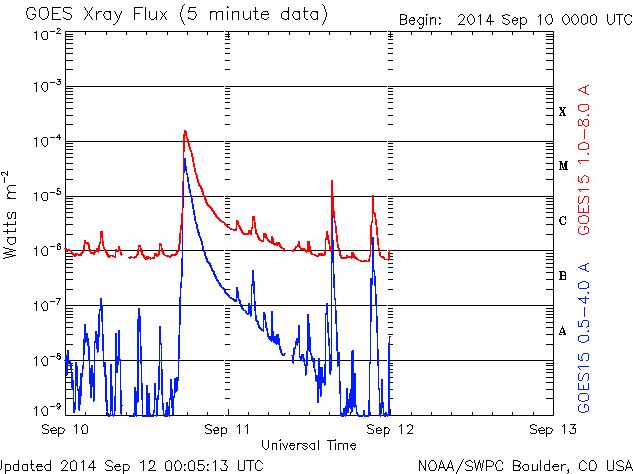 GOES Xray Flux (5 minute data)
Begin: 2014 Sep 10 0000 UTC
10-2
10-3
10-4
10-5
10-6
10-7
10-8
10-9
Watts m-2
X
M
C
B
A
GOES15 1.0-8.0 A
GOES15 0.5-4.0 A
Sep 10
Sep 11
Sep 12
Sep 13
Universal Time
Updated 2014 Sep 12 00:05:13 UTC
NOAA/SWPC Boulder, CO USA